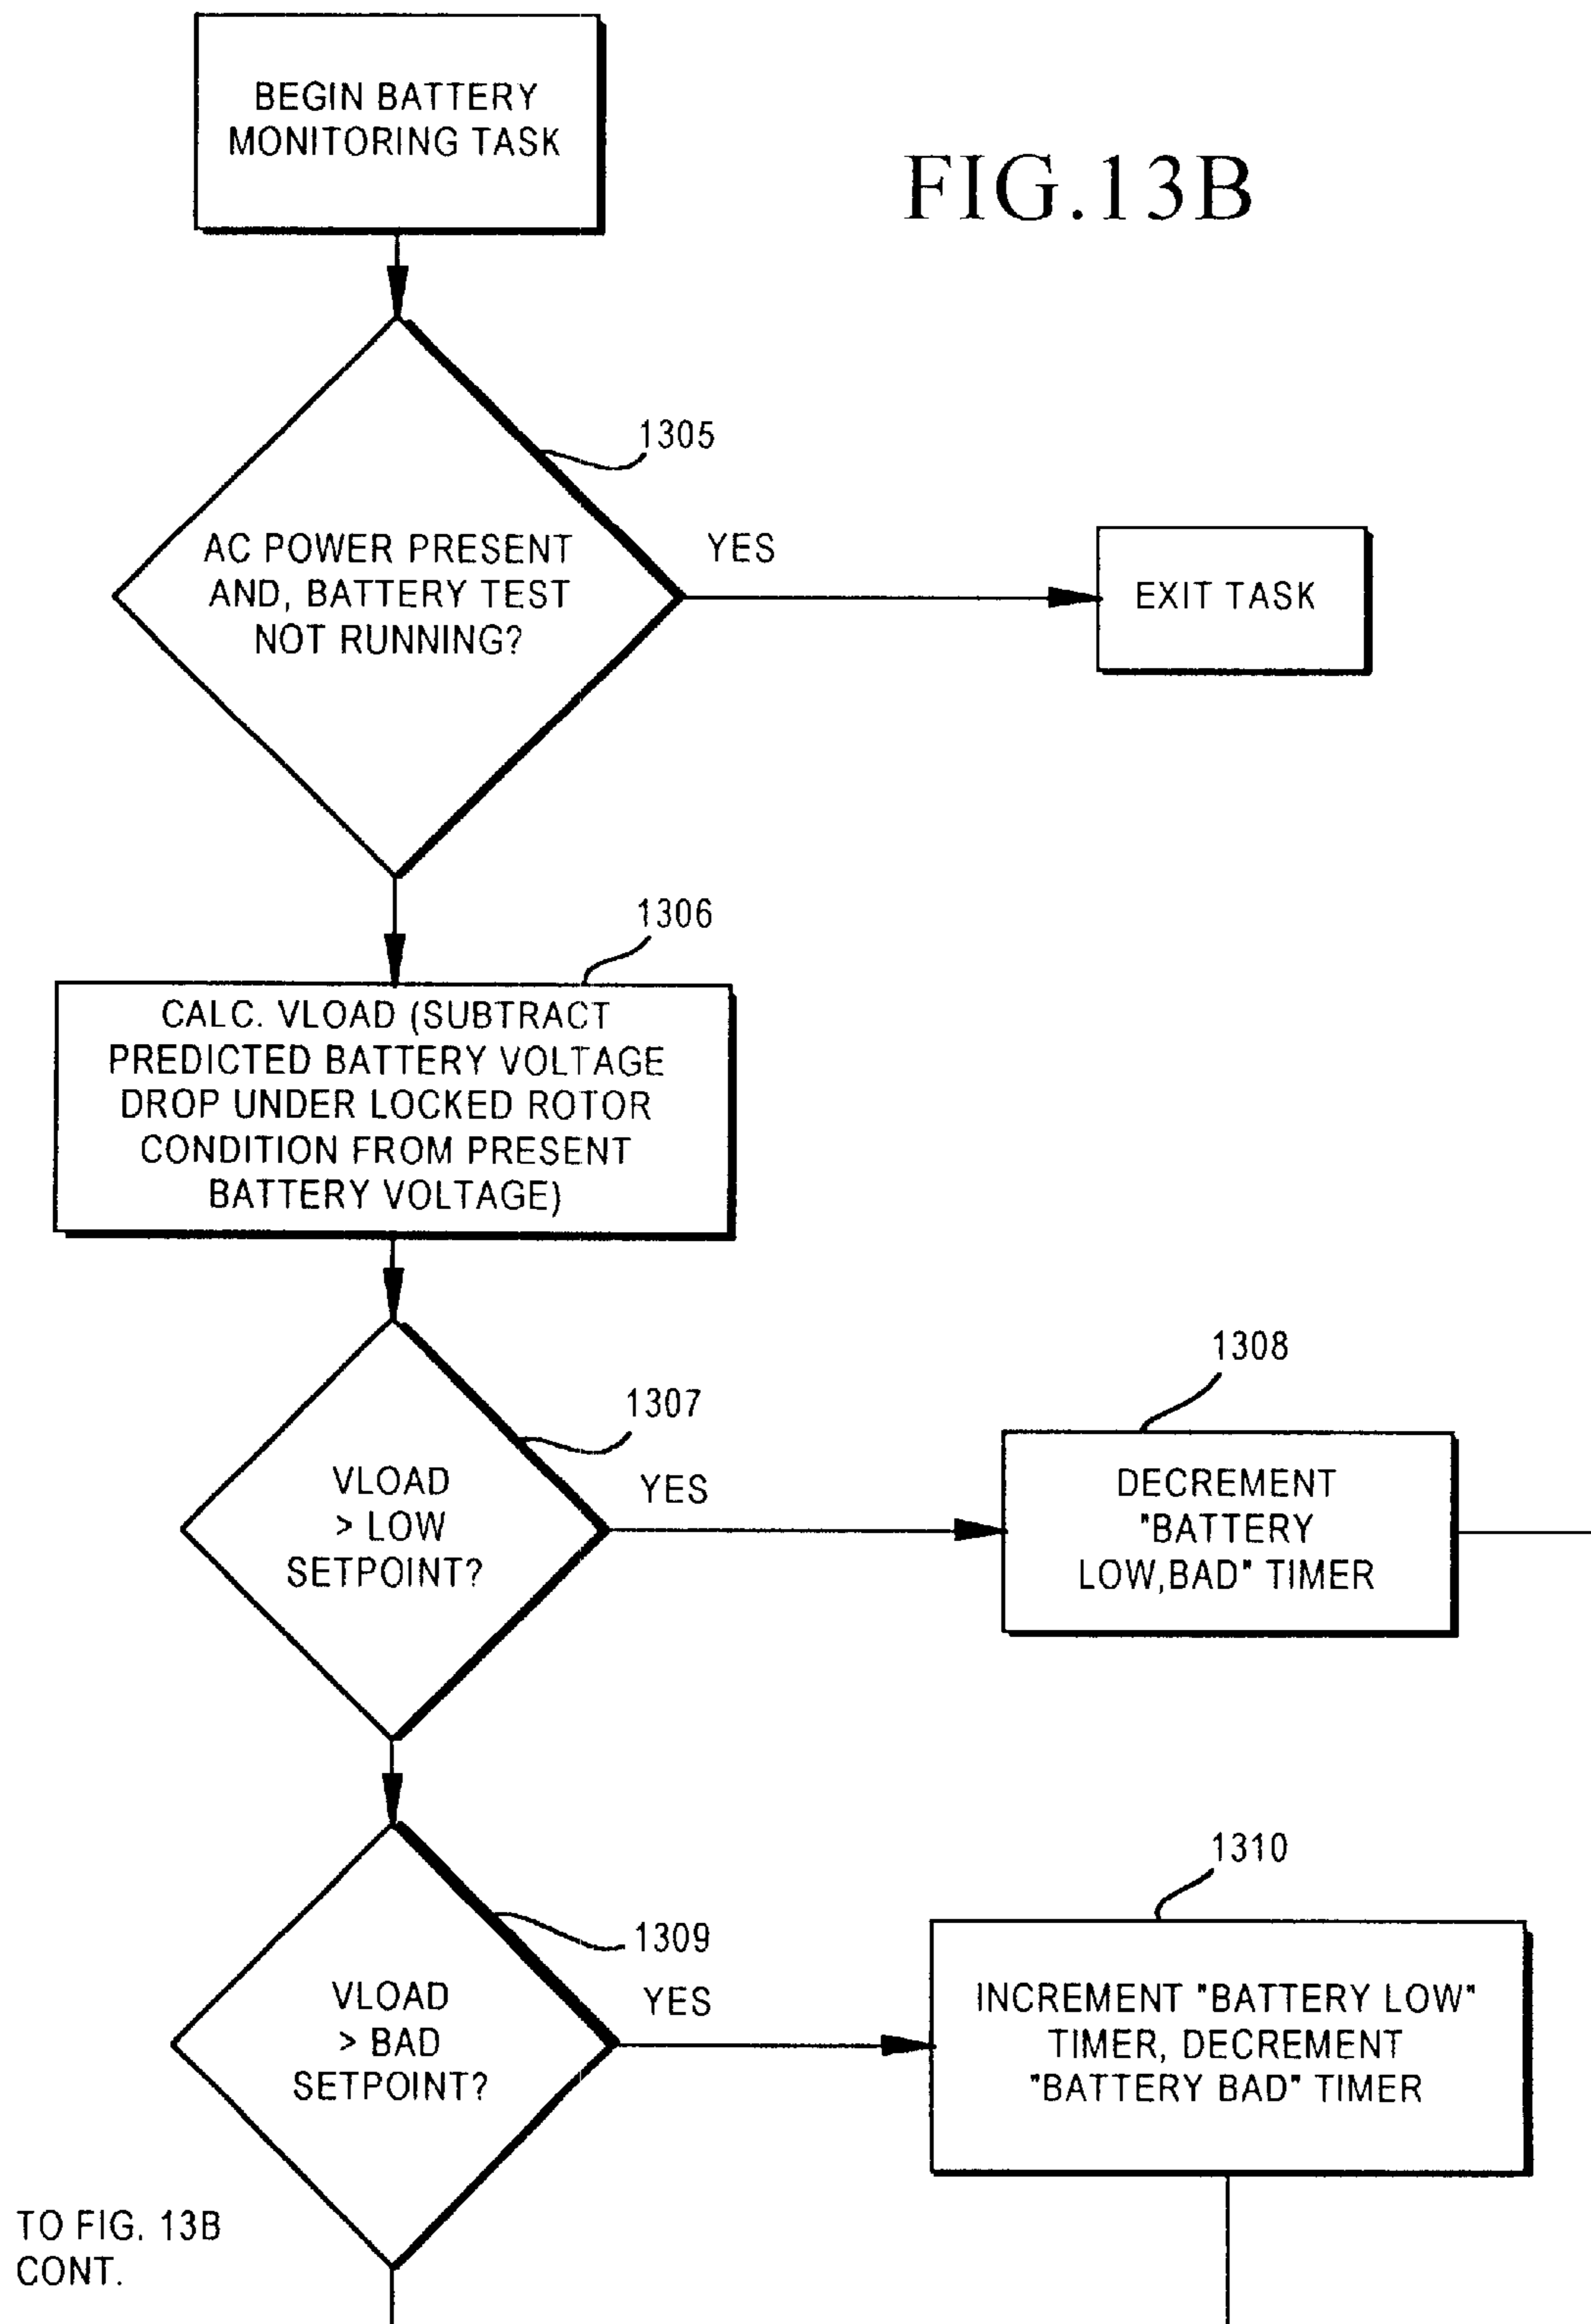 BEGIN BATTERY
MONITORING TASK
FIG.13B
1305
AC POWER PRESENT
AND, BATTERY TEST
NOT RUNNING?
YES
EXIT TASK
1306
CALC. VLOAD (SUBTRACT
PREDICTED BATTERY VOLTAGE
DROP UNDER LOCKED ROTOR
CONDITION FROM PRESENT
BATTERY VOLTAGE)
1307
VLOAD
> LOW
SETPOINT?
YES
1308
DECREMENT
"BATTERY
LOW,BAD" TIMER
1309
VLOAD
> BAD
SETPOINT?
YES
1310
INCREMENT "BATTERY LOW"
TIMER, DECREMENT
"BATTERY BAD" TIMER
TO FIG. 13B
CONT.